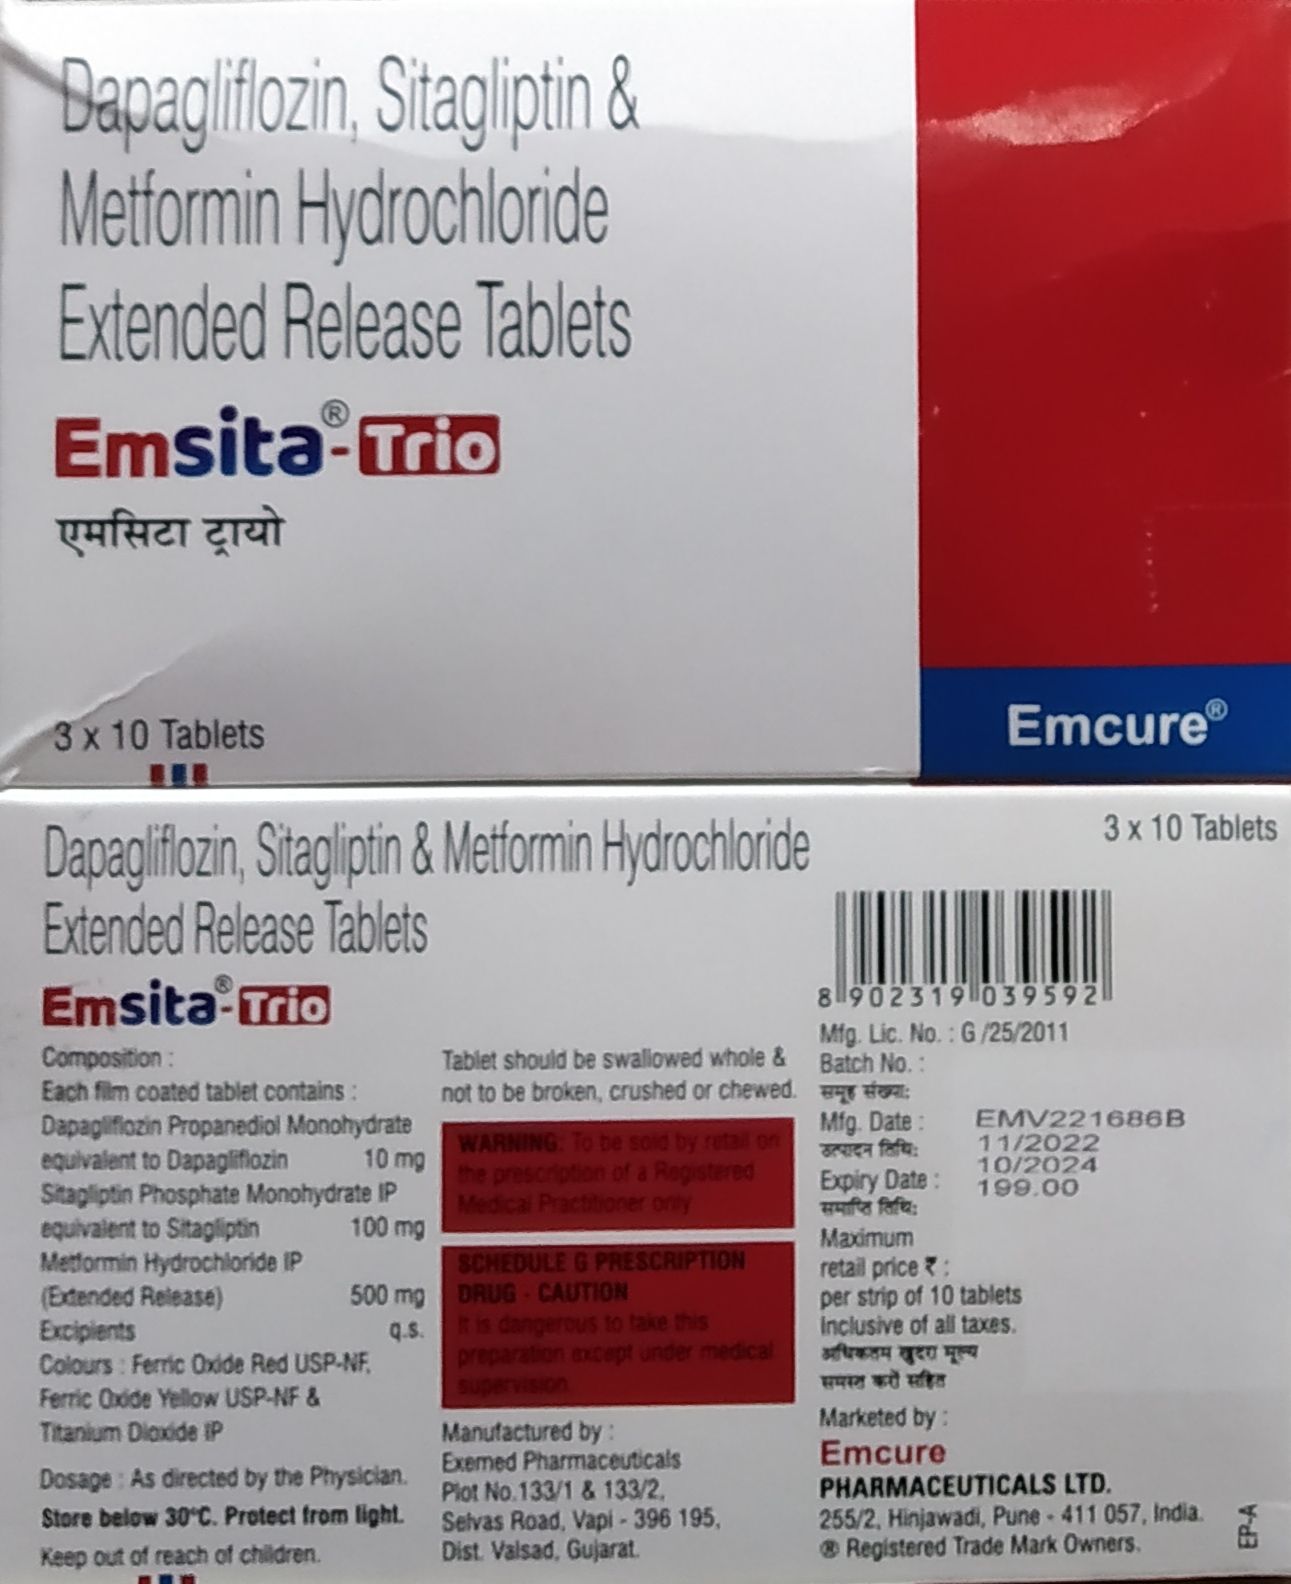 Dapagliflozin, Sitagliptin &
Metformin Hydrochloride
Extended Release Tablets
Emsita®-Trio
एमसिटा ट्रायो
3 x 10 Tablets
Emcure®
Dapagliflozin, Sitagliptin & Metformin Hydrochloride
Extended Release Tablets
Emsita®-Trio
3 x 10 Tablets
Composition :
Each film coated tablet contains :
Dapagliflozin Propanediol Monohydrate
equivalent to Dapagliflozin 10 mg
Sitagliptin Phosphate Monohydrate IP
equivalent to Sitagliptin 100 mg
Metformin Hydrochloride IP
(Extended Release) 500 mg
Excipients q.s.
Colours : Ferric Oxide Red USP-NF,
Ferric Oxide Yellow USP-NF &
Titanium Dioxide IP
Dosage : As directed by the Physician.
Store below 30°C. Protect from light.
Keep out of reach of children.
Tablet should be swallowed whole &
not to be broken, crushed or chewed.
WARNING: To be sold by retail on
the prescription of a Registered
Medical Practitioner only
SCHEDULE G PRESCRIPTION
DRUG - CAUTION
It is dangerous to take this
preparation except under medical
supervision.
Manufactured by :
Exemed Pharmaceuticals
Plot No.133/1 & 133/2,
Selvas Road, Vapi - 396 195,
Dist. Valsad, Gujarat.
8 902319 039592
Mfg. Lic. No. : G /25/2011
Batch No. :
समूह संख्या:
Mfg. Date : EMV221686B
उत्पादन तिथि: 11/2022
Expiry Date : 10/2024
समाप्ति तिथि: 199.00
Maximum
retail price ₹ :
per strip of 10 tablets
inclusive of all taxes.
अधिकतम खुदरा मूल्य
समस्त करों सहित
Marketed by :
Emcure
PHARMACEUTICALS LTD.
255/2, Hinjawadi, Pune - 411 057, India.
® Registered Trade Mark Owners.